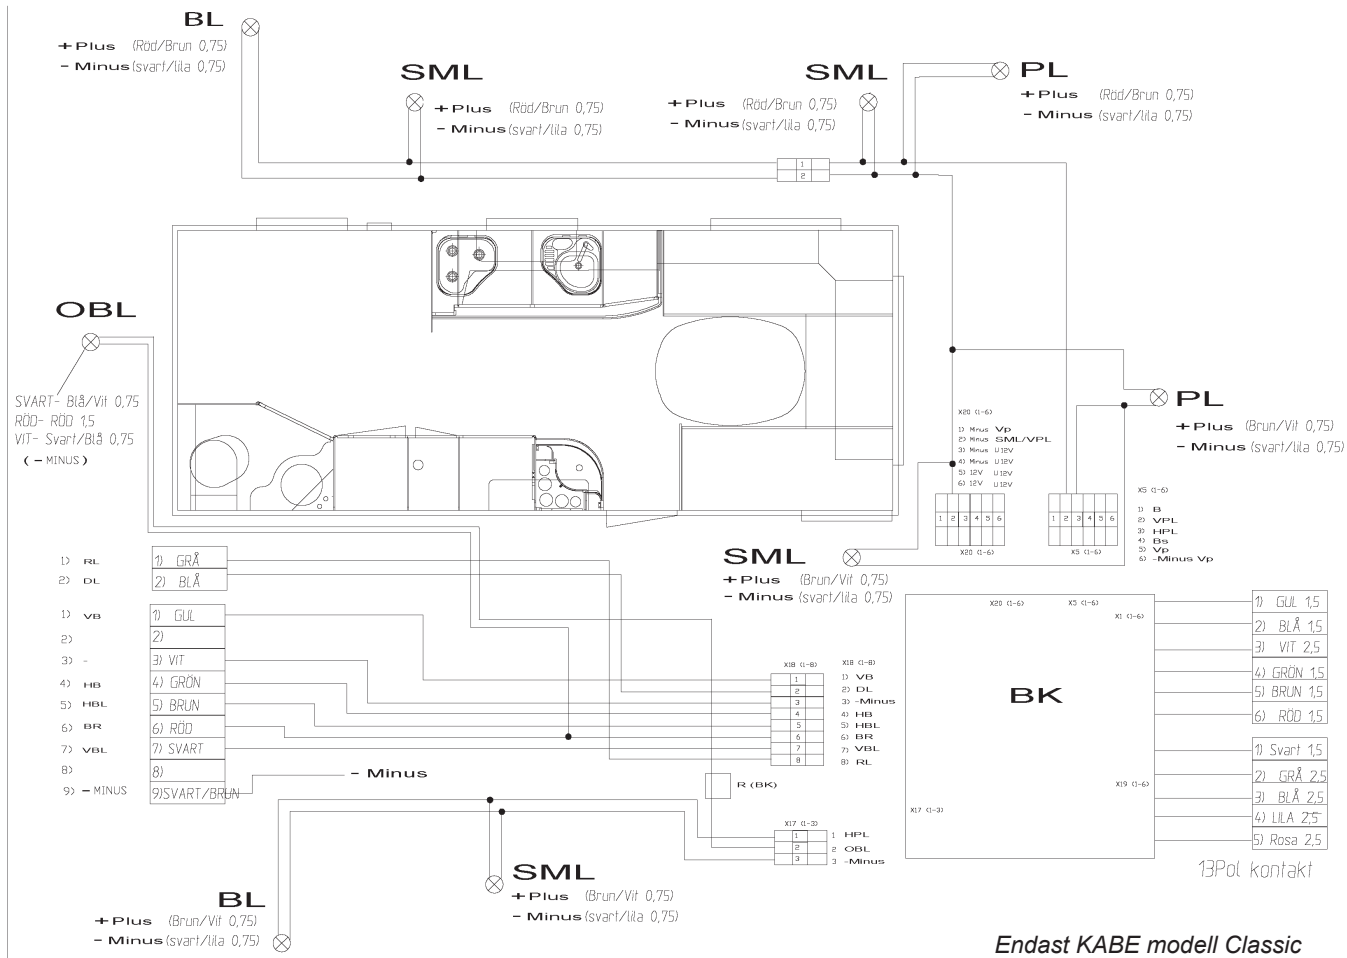 BL
+ Plus (Röd/Brun 0,75)
- Minus (svart/lila 0,75)
SML
+ Plus (Röd/Brun 0,75)
- Minus (svart/lila 0,75)
SML
+ Plus (Röd/Brun 0,75)
- Minus (svart/lila 0,75)
PL
+ Plus (Röd/Brun 0,75)
- Minus (svart/lila 0,75)
1
2
OBL
SVART- Blå/Vit 0,75
RÖD- RÖD 1,5
VIT- Svart/Blå 0,75
( - MINUS )
PL
+ Plus (Brun/Vit 0,75)
- Minus (svart/lila 0,75)
X20 (1-6)
1) Minus Vp
2) Minus SML/VPL
3) Minus U12V
4) Minus U12V
5) 12V U12V
6) 12V U12V
1 2 3 4 5 6
X20 (1-6)
1 2 3 4 5 6
X5 (1-6)
X5 (1-6)
1) B
2) VPL
3) HPL
4) Bs
5) Vp
6) -Minus Vp
SML
+ Plus (Brun/Vit 0,75)
- Minus (svart/lila 0,75)
1) RL 1) GRÅ
2) DL 2) BLÅ
1) VB 1) GUL
2) 2)
3) - 3) VIT
4) HB 4) GRÖN
5) HBL 5) BRUN
6) BR 6) RÖD
7) VBL 7) SVART
8) 8)
9) - MINUS 9)SVART/BRUN
- Minus
X18 (1-8)
1
2
3
4
5
6
7
8
X18 (1-8)
1) VB
2) DL
3) -Minus
4) HB
5) HBL
6) BR
7) VBL
8) RL
R (BK)
X17 (1-3)
1 1 HPL
2 2 OBL
3 3 -Minus
X20 (1-6) X5 (1-6)
X1 (1-6)
BK
X19 (1-6)
X17 (1-3)
1) GUL 1,5
2) BLÅ 1,5
3) VIT 2,5
4) GRÖN 1,5
5) BRUN 1,5
6) RÖD 1,5
1) Svart 1,5
2) GRÅ 2,5
3) BLÅ 2,5
4) LILA 2,5
5) Rosa 2,5
13Pol kontakt
SML
+ Plus (Brun/Vit 0,75)
- Minus (svart/lila 0,75)
BL
+ Plus (Brun/Vit 0,75)
- Minus (svart/lila 0,75)
Endast KABE modell Classic